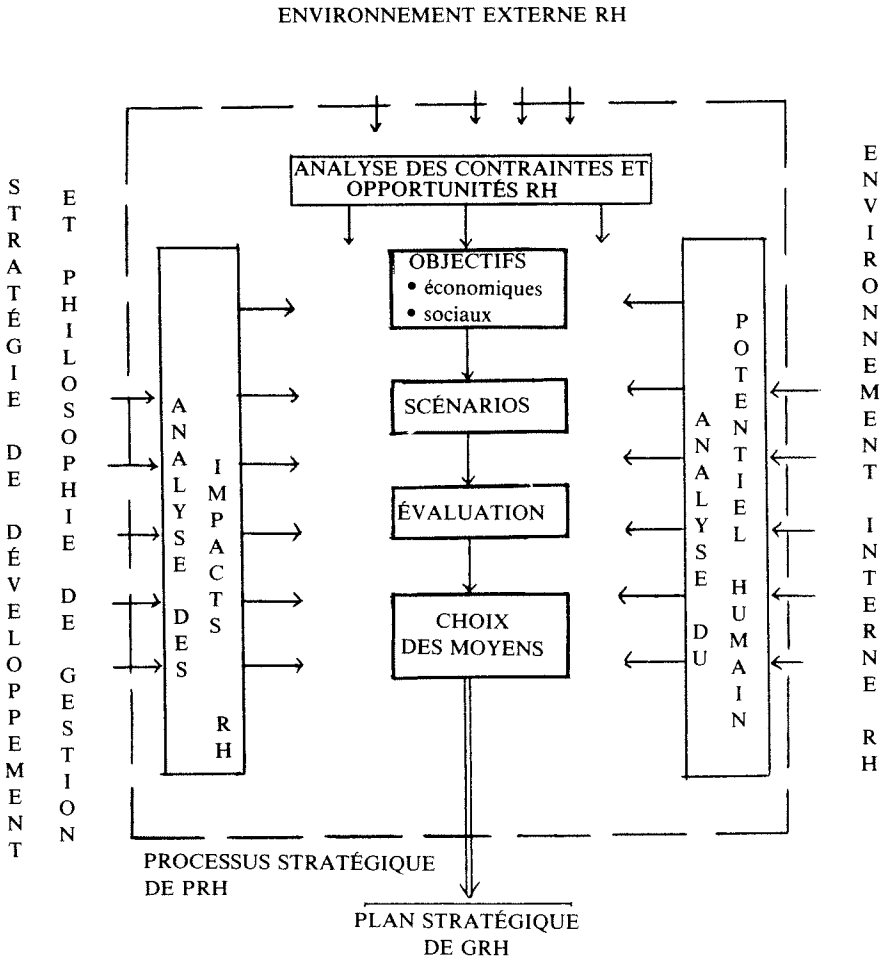 ENVIRONNEMENT EXTERNE RH
ANALYSE DES CONTRAINTES ET
OPPORTUNITÉS RH
STRATÉGIE DE DÉVELOPPEMENT
ET PHILOSOPHIE DE GESTION
ANALYSE DES
IMPACTS RH
OBJECTIFS
• économiques
• sociaux
SCÉNARIOS
ÉVALUATION
CHOIX
DES MOYENS
ANALYSE DU
POTENTIEL HUMAIN
ENVIRONNEMENT INTERNE RH
PROCESSUS STRATÉGIQUE
DE PRH
PLAN STRATÉGIQUE
DE GRH